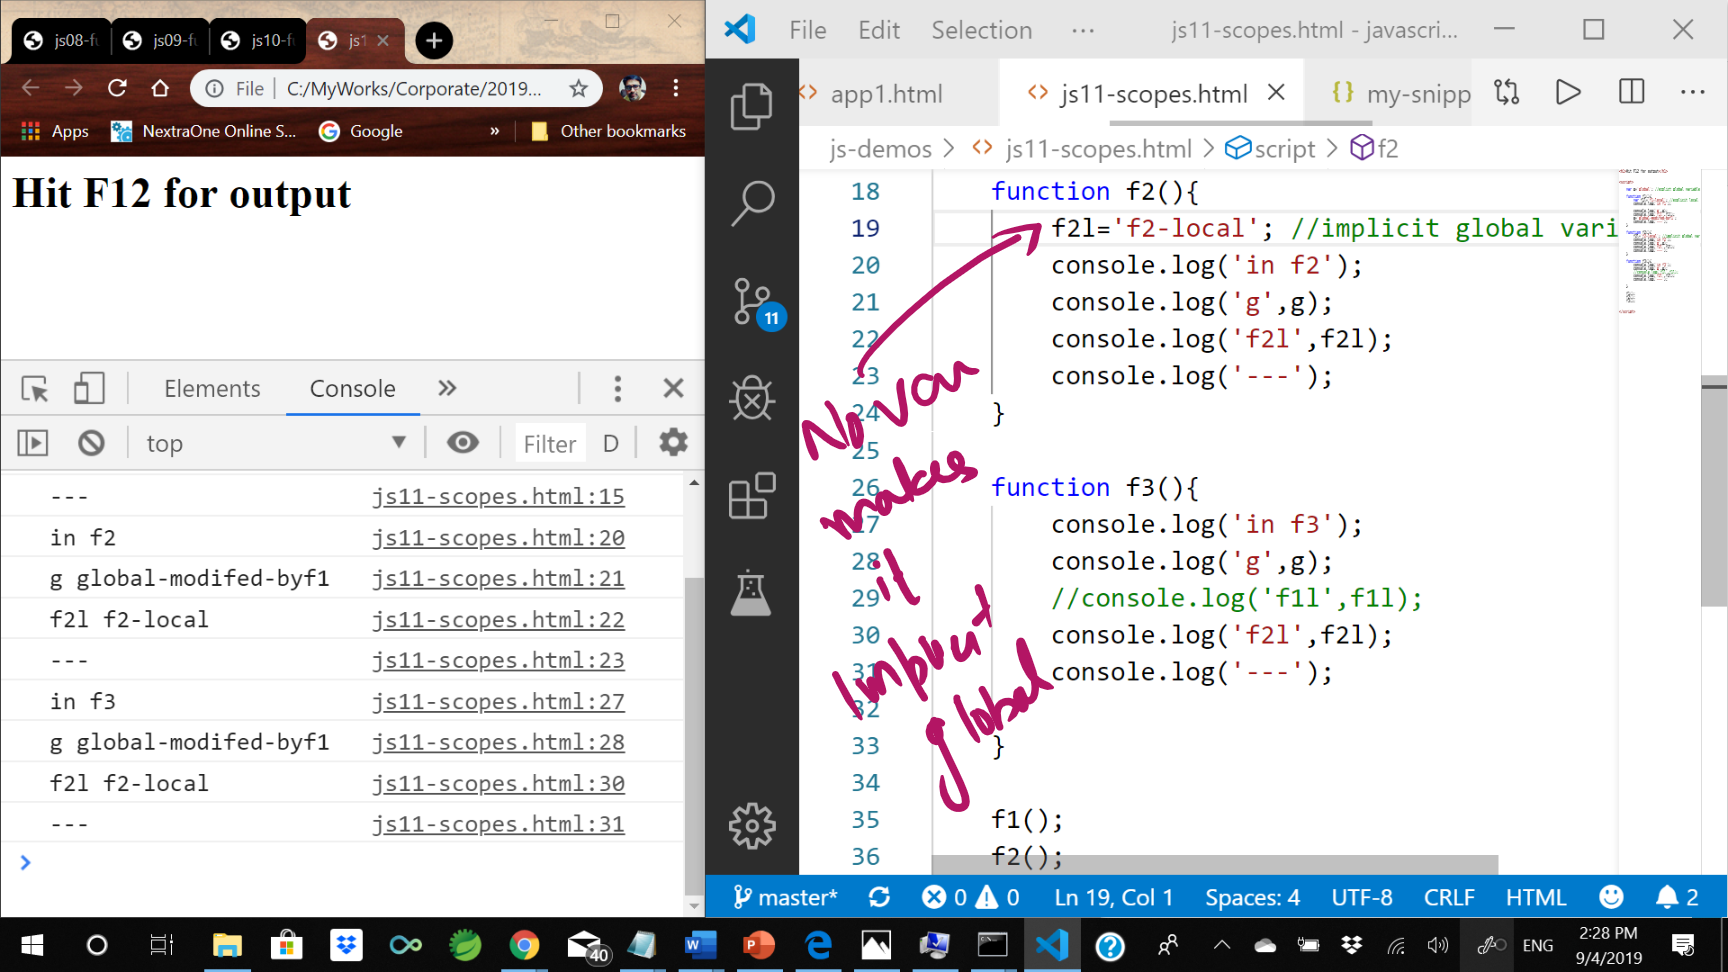 js08-fu
js09-fu
js10-fu
js1
File
C:/MyWorks/Corporate/2019...
Apps
NextraOne Online S...
Google
»
Other bookmarks
Hit F12 for output
Elements
Console
top
Filter
D
---
js11-scopes.html:15
in f2
js11-scopes.html:20
g global-modifed-byf1
js11-scopes.html:21
f2l f2-local
js11-scopes.html:22
---
js11-scopes.html:23
in f3
js11-scopes.html:27
g global-modifed-byf1
js11-scopes.html:28
f2l f2-local
js11-scopes.html:30
---
js11-scopes.html:31
File Edit Selection ...
js11-scopes.html - javascri...
app1.html
js11-scopes.html
my-snipp
js-demos > js11-scopes.html > script > f2
11
18 function f2(){
19 f2l='f2-local'; //implicit global vari
20 console.log('in f2');
21 console.log('g',g);
22 console.log('f2l',f2l);
23 console.log('---');
24 }
25
26 function f3(){
27 console.log('in f3');
28 console.log('g',g);
29 //console.log('f1l',f1l);
30 console.log('f2l',f2l);
31 console.log('---');
32
33 }
34
35 f1();
36 f2();
No var
makes
it
Implicit
global
master*
0
0
Ln 19, Col 1
Spaces: 4
UTF-8
CRLF
HTML
2
40
ENG
2:28 PM
9/4/2019